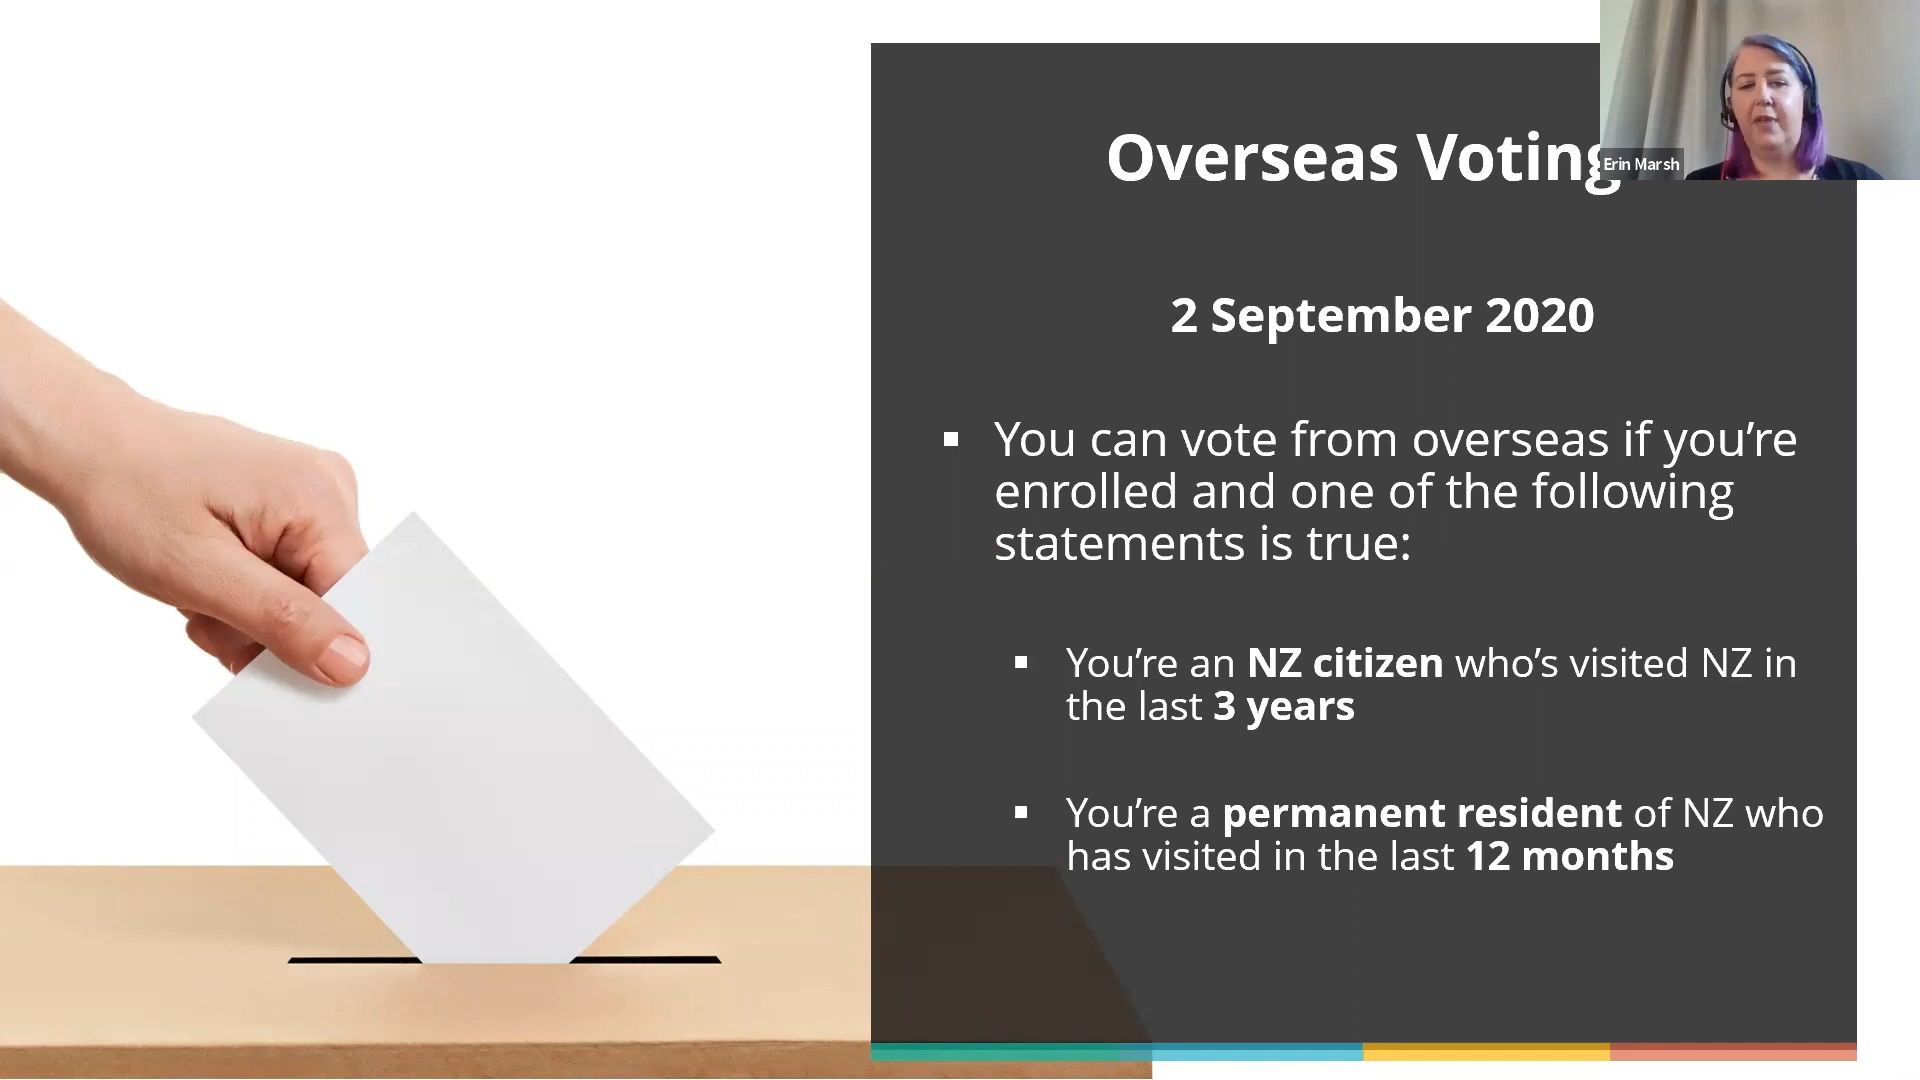 Overseas Voting
Erin Marsh
2 September 2020
▪ You can vote from overseas if you’re
enrolled and one of the following
statements is true:
▪ You’re an NZ citizen who’s visited NZ in
the last 3 years
▪ You’re a permanent resident of NZ who
has visited in the last 12 months